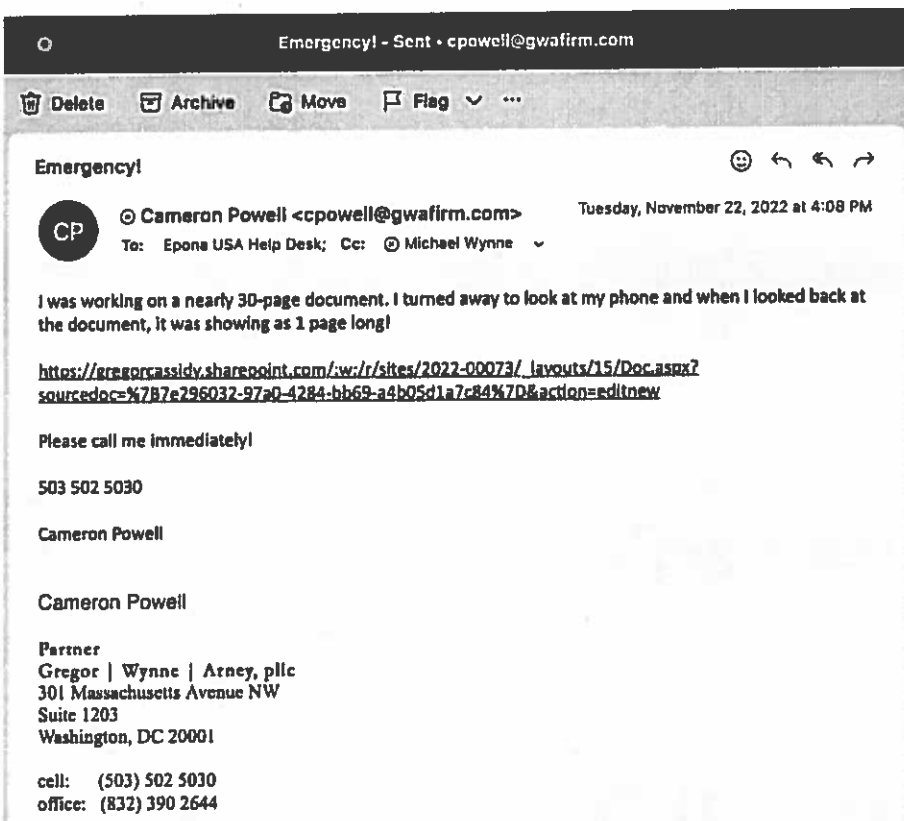 Emergency! - Sent • cpowell@gwafirm.com
Delete Archive Move Flag ...
Emergency!
CP
Cameron Powell <cpowell@gwafirm.com>
Tuesday, November 22, 2022 at 4:08 PM
To: Epona USA Help Desk; Cc: Michael Wynne
I was working on a nearly 30-page document. I turned away to look at my phone and when I looked back at
the document, it was showing as 1 page long!
https://gregorcassidy.sharepoint.com/:w:/r/sites/2022-00073/_layouts/15/Doc.aspx?
sourcedoc=%7B7e296032-97a0-4284-bb69-a4b05d1a7c84%7D&action=editnew
Please call me immediately!
503 502 5030
Cameron Powell
Cameron Powell
Partner
Gregor | Wynne | Arney, pllc
301 Massachusetts Avenue NW
Suite 1203
Washington, DC 20001
cell: (503) 502 5030
office: (832) 390 2644